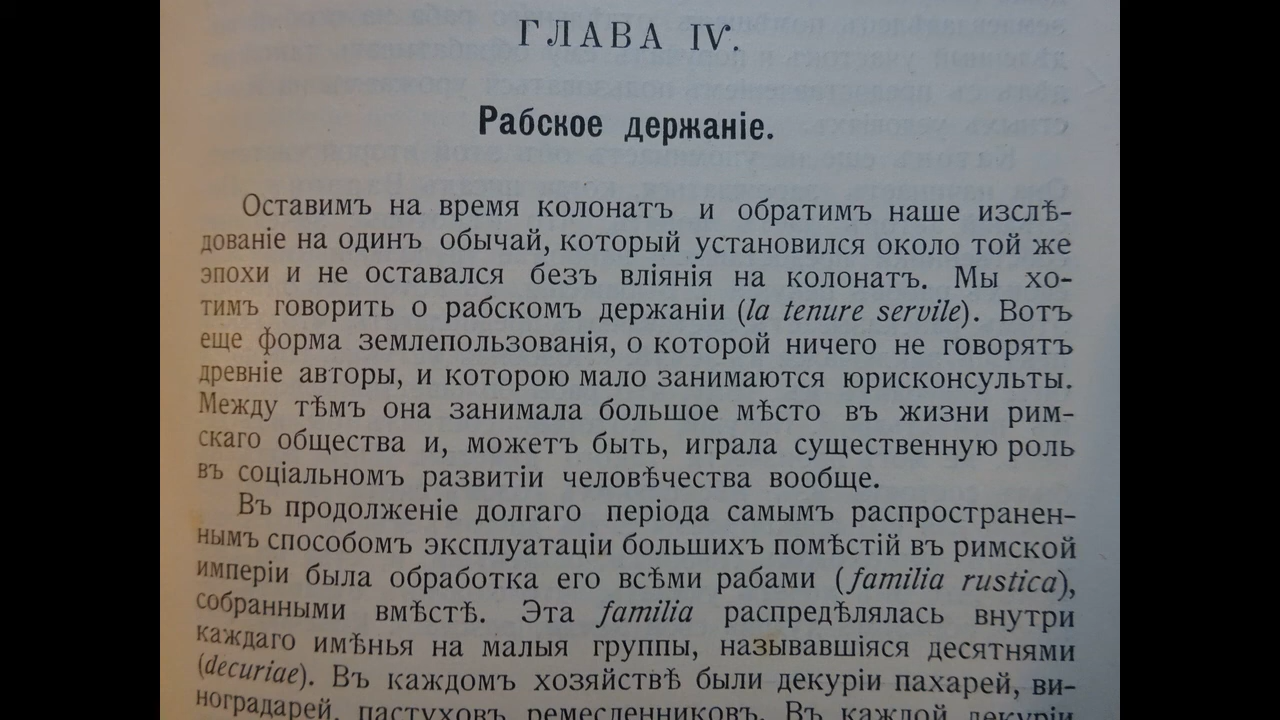 ГЛАВА IV.
Рабское держаніе.
Оставимъ на время колонатъ и обратимъ наше изслѣ-
дованіе на одинъ обычай, который установился около той же
эпохи и не оставался безъ вліянія на колонатъ. Мы хо-
тимъ говорить о рабскомъ держаніи (la tenure servile). Вотъ
еще форма землепользованія, о которой ничего не говорятъ
древніе авторы, и которою мало занимаются юрисконсульты.
Между тѣмъ она занимала большое мѣсто въ жизни рим-
скаго общества и, можетъ быть, играла существенную роль
въ соціальномъ развитіи человѣчества вообще.
Въ продолженіе долгаго періода самымъ распространен-
нымъ способомъ эксплуатаціи большихъ помѣстій въ римской
имперіи была обработка его всѣми рабами (familia rustica),
собранными вмѣстѣ. Эта familia распредѣлялась внутри
каждаго имѣнья на малыя группы, называвшіяся десятнями
(decuriae). Въ каждомъ хозяйствѣ были декуріи пахарей, ви-
ноградарей, пастуховъ ремесленниковъ. Въ каждой декуріи